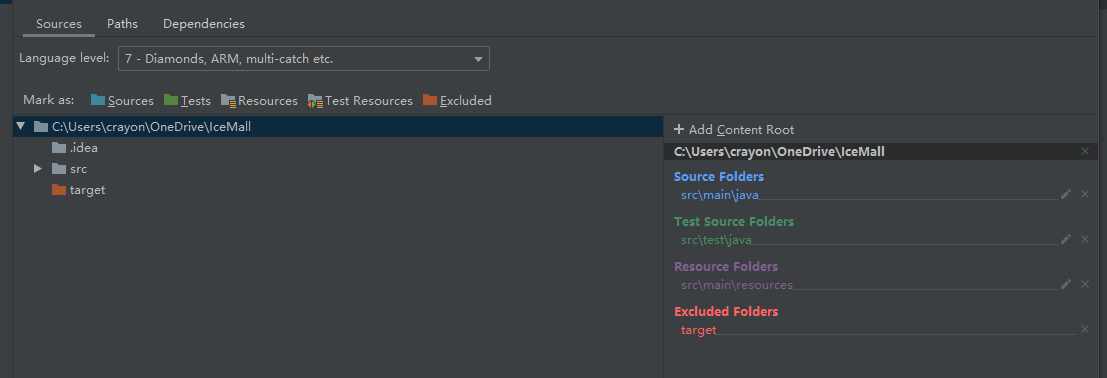 Sources Paths Dependencies
Language level: 7 - Diamonds, ARM, multi-catch etc.
Mark as: Sources Tests Resources Test Resources Excluded
C:\Users\crayon\OneDrive\IceMall
.idea
src
target
+ Add Content Root
C:\Users\crayon\OneDrive\IceMall
Source Folders
src\main\java
Test Source Folders
src\test\java
Resource Folders
src\main\resources
Excluded Folders
target